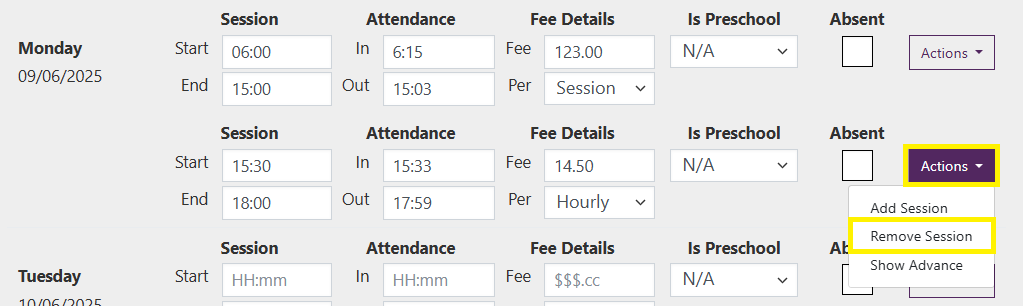 Session Attendance Fee Details Is Preschool Absent
Monday Start 06:00 In 6:15 Fee 123.00 N/A Actions
09/06/2025
End 15:00 Out 15:03 Per Session
Session Attendance Fee Details Is Preschool Absent
Start 15:30 In 15:33 Fee 14.50 N/A Actions
End 18:00 Out 17:59 Per Hourly
Add Session
Remove Session
Session Attendance Fee Details Is Preschool
Show Advance
Tuesday Start HH:mm In HH:mm Fee $$$.cc N/A
10/06/2025